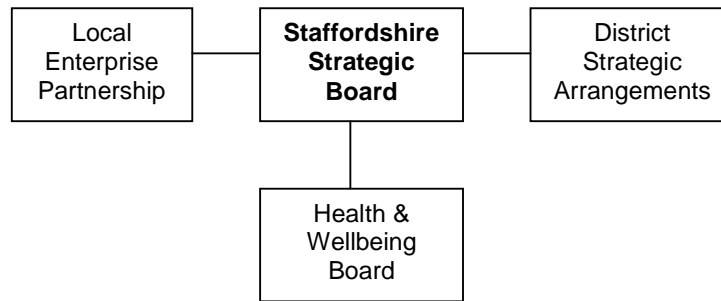 Local
Enterprise
Partnership
Staffordshire
Strategic
Board
District
Strategic
Arrangements
Health &
Wellbeing
Board